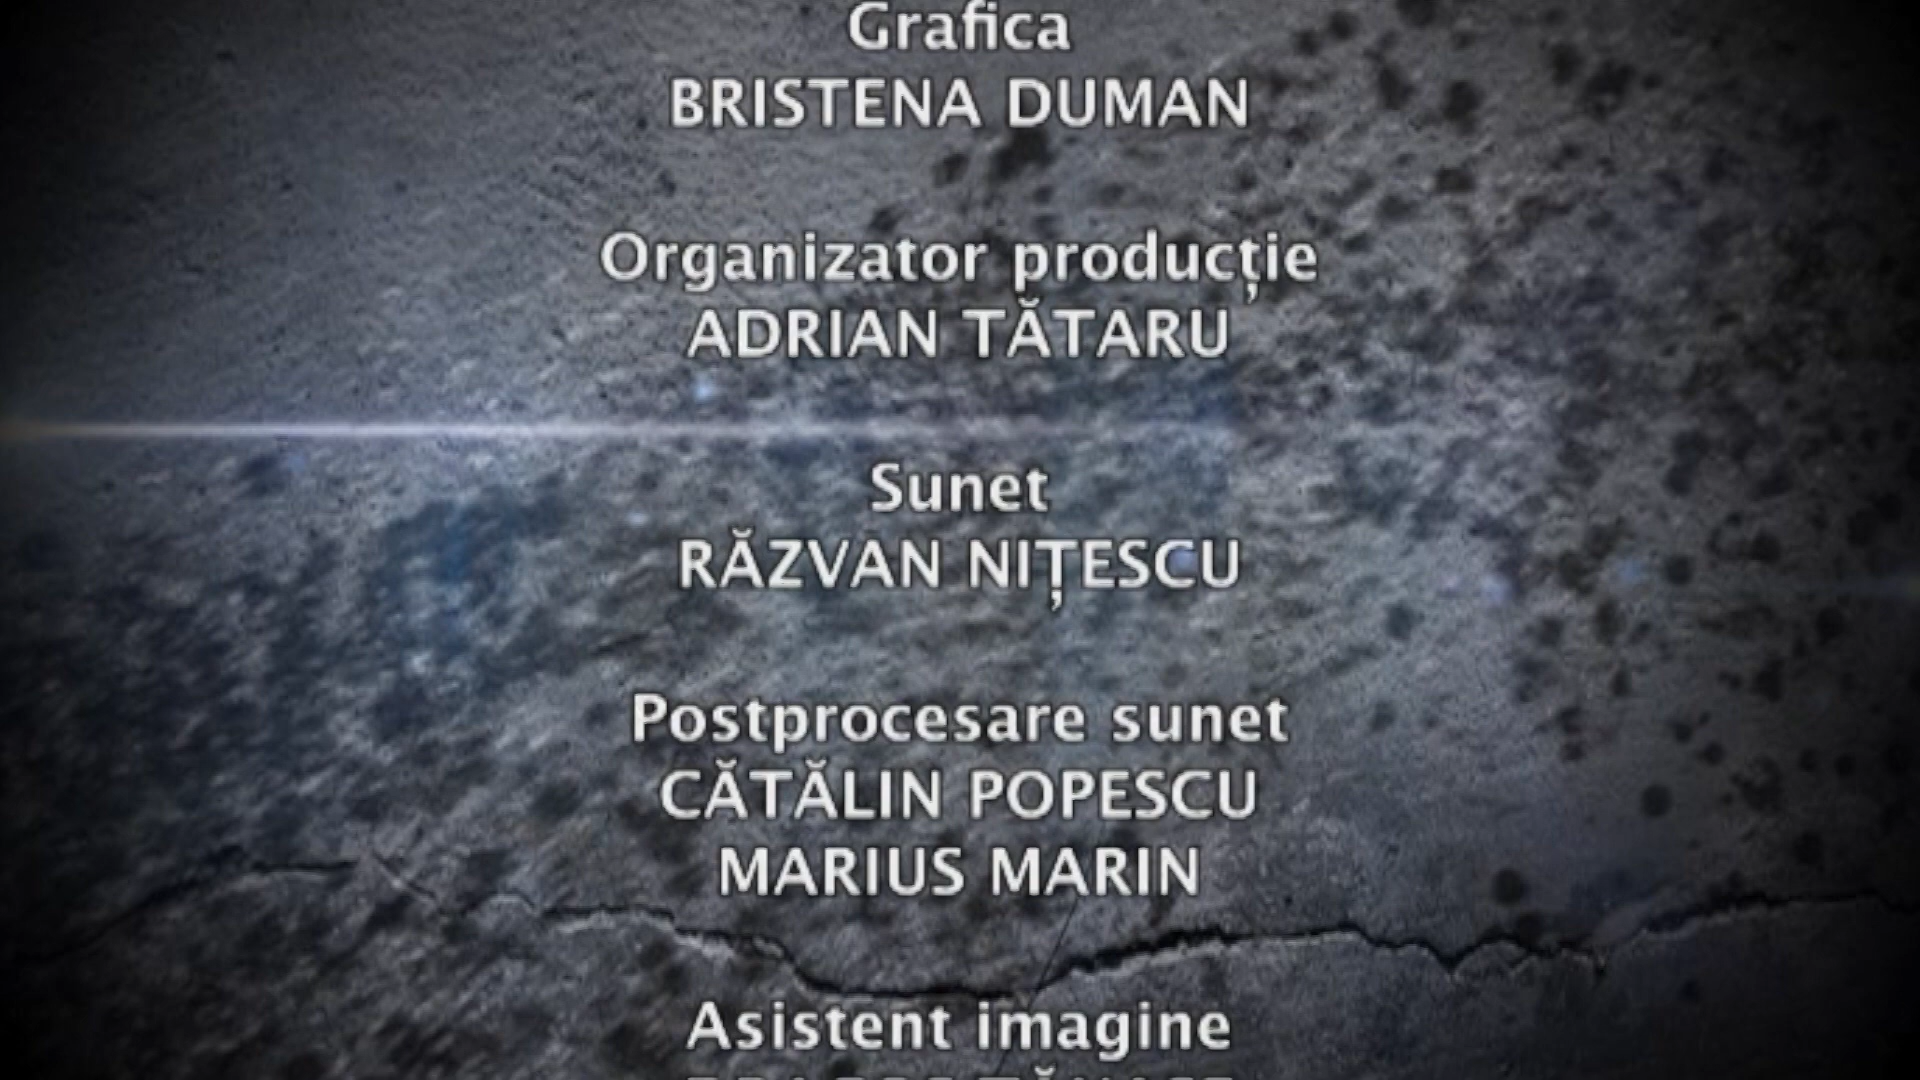 Grafica
BRISTENA DUMAN
Organizator producție
ADRIAN TĂTARU
Sunet
RĂZVAN NIȚESCU
Postprocesare sunet
CĂTĂLIN POPESCU
MARIUS MARIN
Asistent imagine